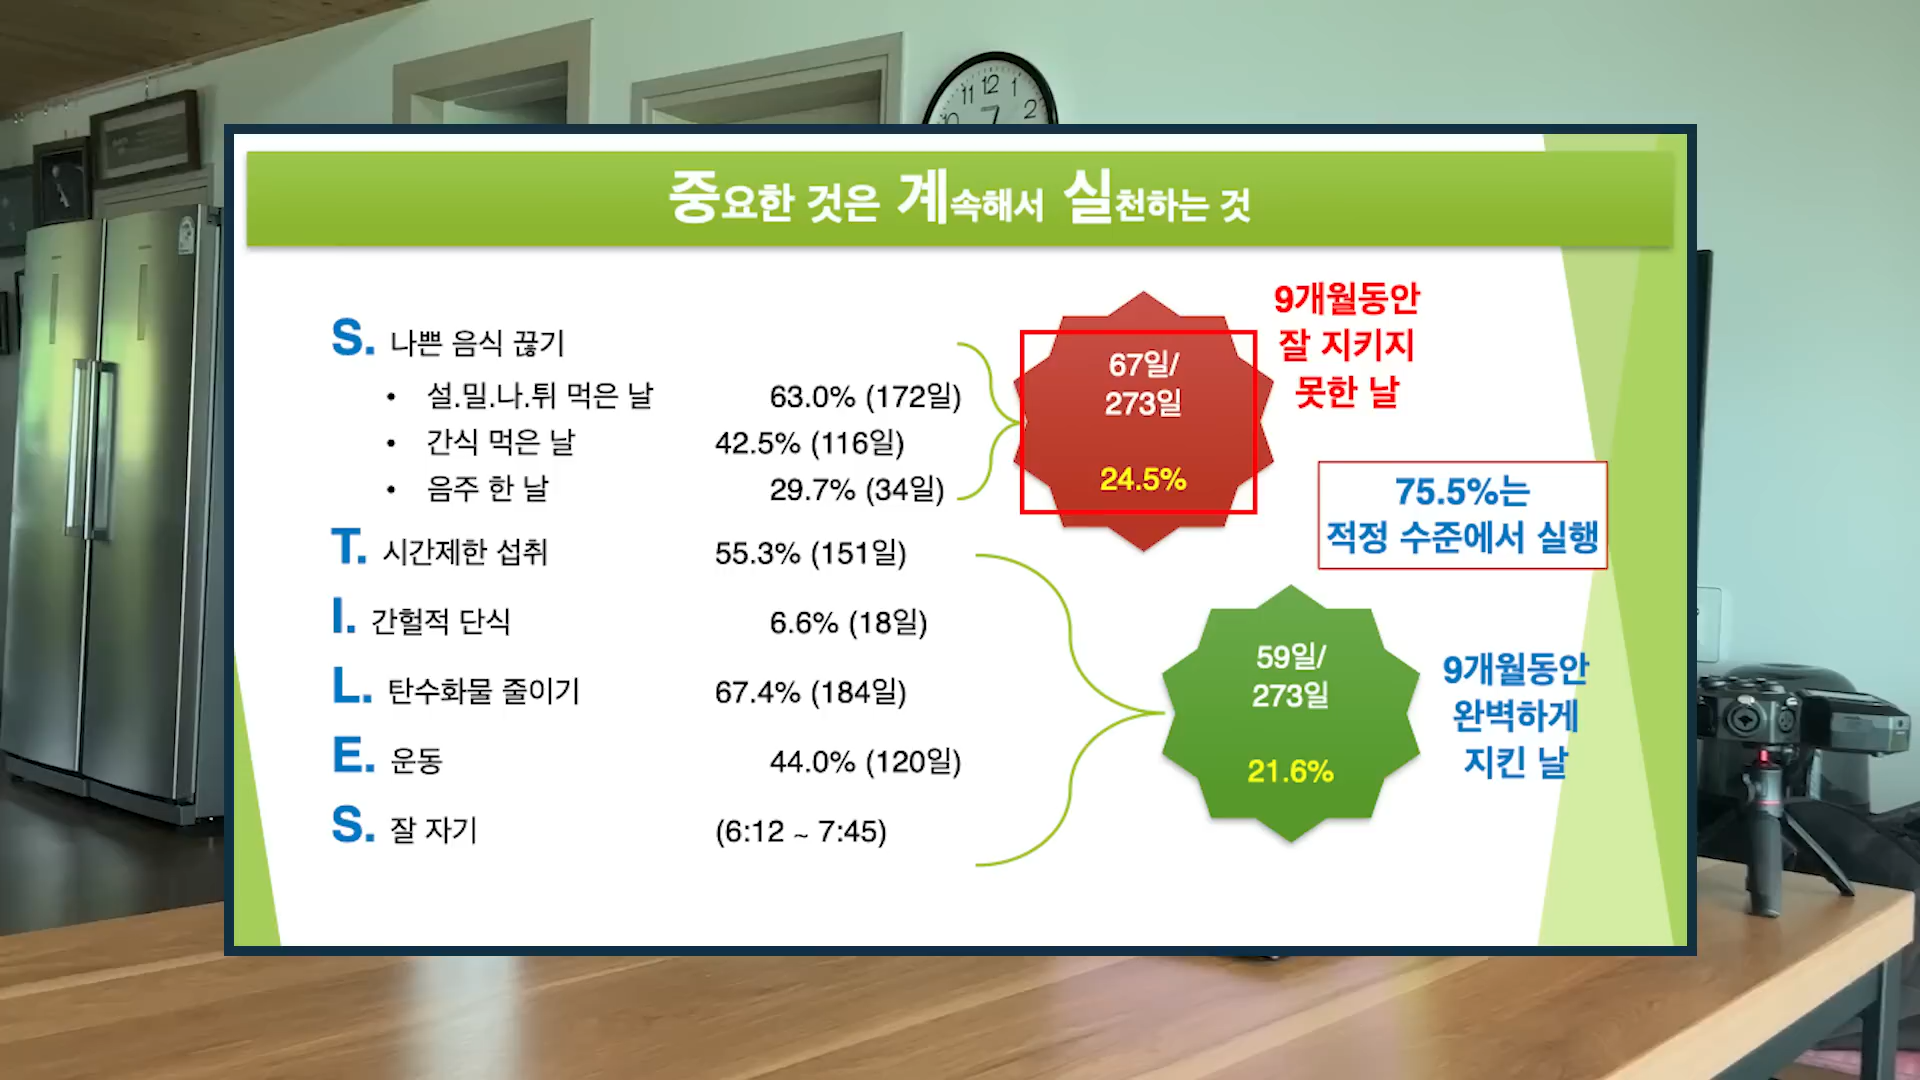 11 12 1
10 2
중요한 것은 계속해서 실천하는 것
S. 나쁜 음식 끊기
• 설.밀.나.튀 먹은 날 63.0% (172일)
• 간식 먹은 날 42.5% (116일)
• 음주 한 날 29.7% (34일)
T. 시간제한 섭취 55.3% (151일)
I. 간헐적 단식 6.6% (18일)
L. 탄수화물 줄이기 67.4% (184일)
E. 운동 44.0% (120일)
S. 잘 자기 (6:12 ~ 7:45)
67일/
273일
24.5%
9개월동안
잘 지키지
못한 날
75.5%는
적정 수준에서 실행
59일/
273일
21.6%
9개월동안
완벽하게
지킨 날